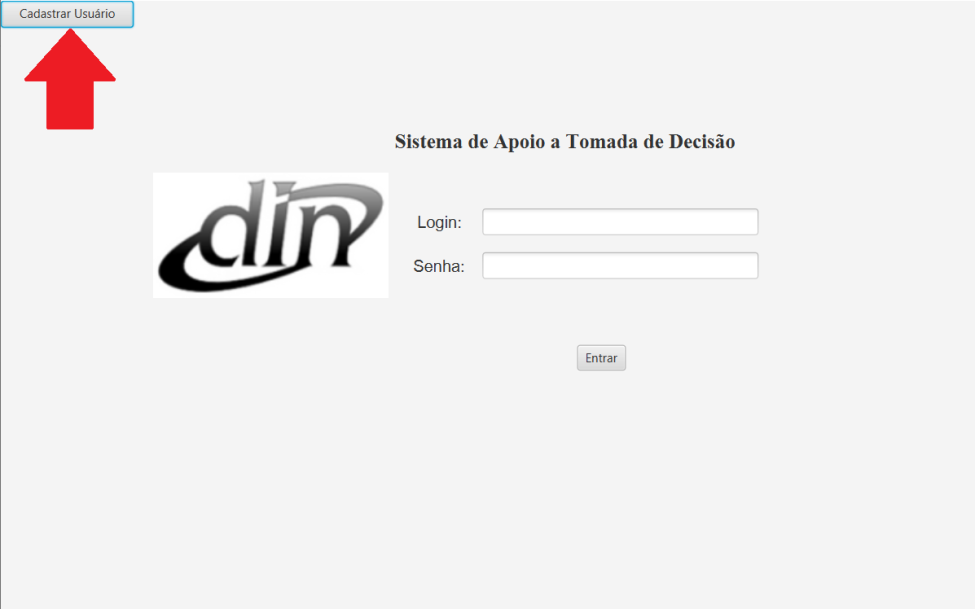 Cadastrar Usuário
Sistema de Apoio a Tomada de Decisão
din
Login:
Senha:
Entrar